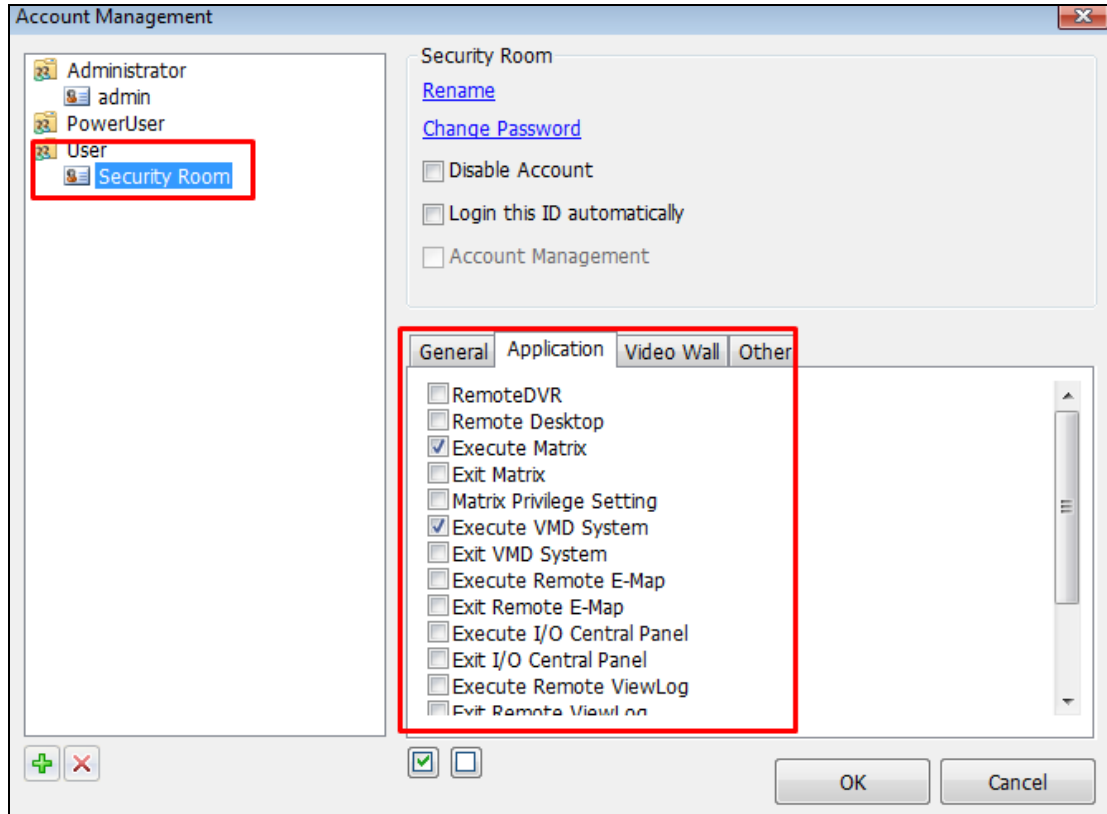 Account Management
Administrator
admin
PowerUser
User
Security Room
Security Room
Rename
Change Password
Disable Account
Login this ID automatically
Account Management
General Application Video Wall Other
RemoteDVR
Remote Desktop
Execute Matrix
Exit Matrix
Matrix Privilege Setting
Execute VMD System
Exit VMD System
Execute Remote E-Map
Exit Remote E-Map
Execute I/O Central Panel
Exit I/O Central Panel
Execute Remote ViewLog
Exit Remote ViewLog
OK Cancel